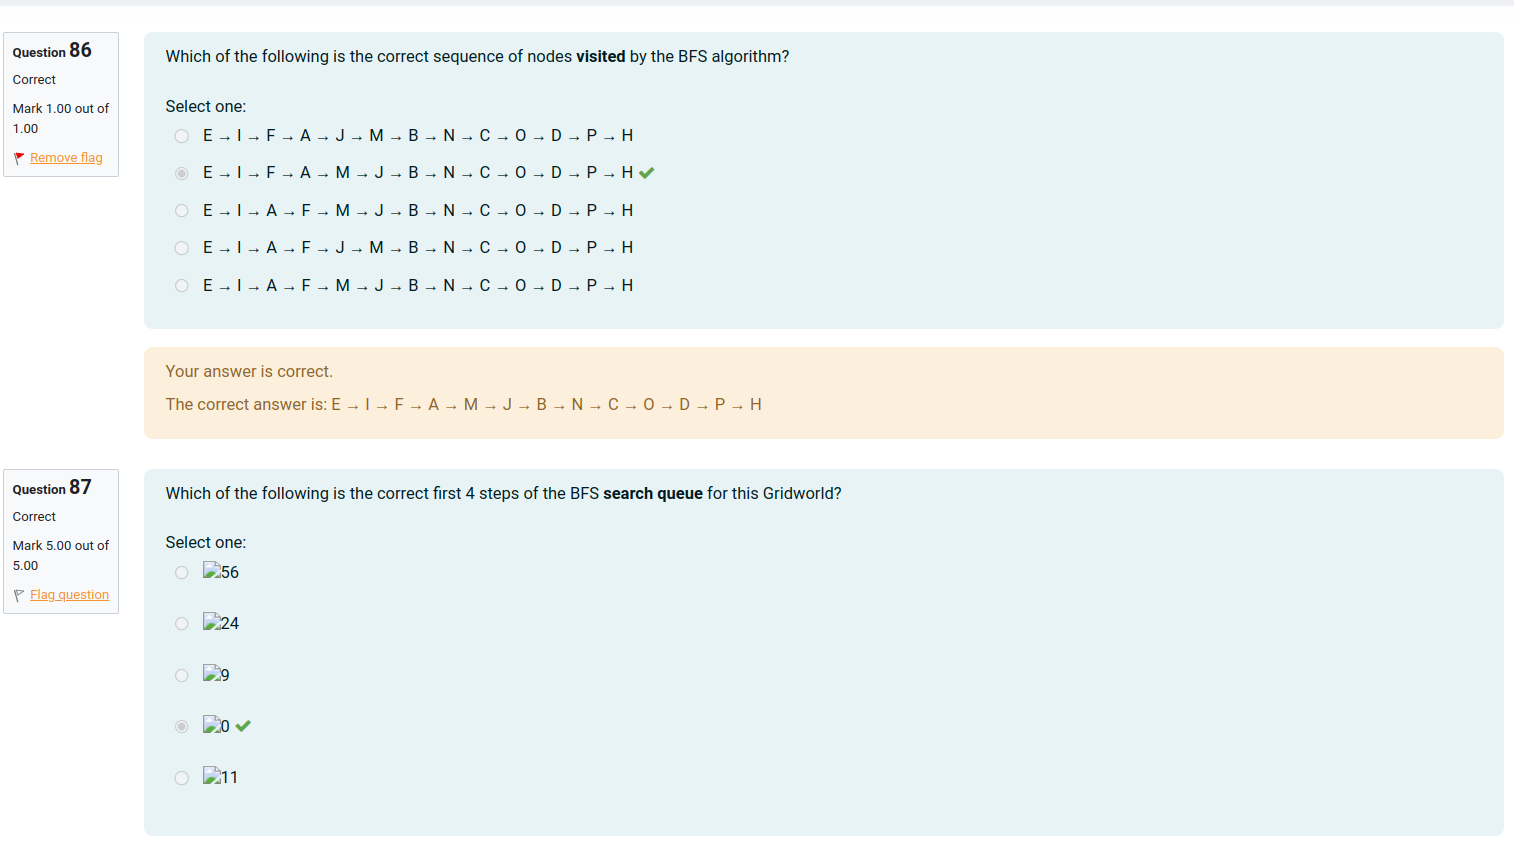 Question 86
Correct
Mark 1.00 out of
1.00
Remove flag
Which of the following is the correct sequence of nodes visited by the BFS algorithm?
Select one:
E → I → F → A → J → M → B → N → C → O → D → P → H
E → I → F → A → M → J → B → N → C → O → D → P → H
E → I → A → F → M → J → B → N → C → O → D → P → H
E → I → A → F → J → M → B → N → C → O → D → P → H
E → I → A → F → M → J → B → N → C → O → D → P → H
Your answer is correct.
The correct answer is: E → I → F → A → M → J → B → N → C → O → D → P → H
Question 87
Correct
Mark 5.00 out of
5.00
Flag question
Which of the following is the correct first 4 steps of the BFS search queue for this Gridworld?
Select one:
56
24
9
0
11